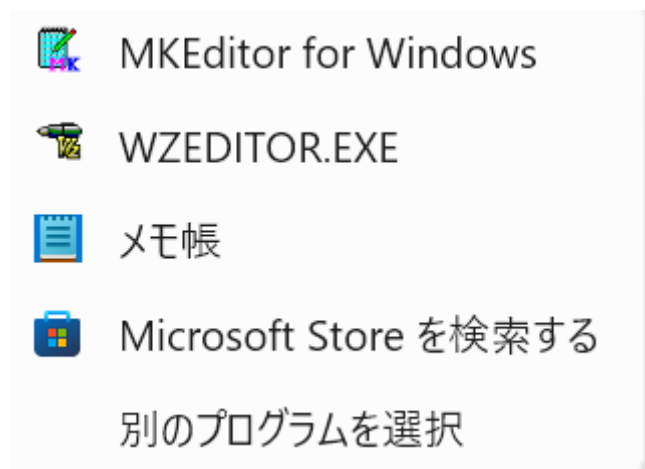 MKEditor for Windows
WZEDITOR.EXE
メモ帳
Microsoft Store を検索する
別のプログラムを選択